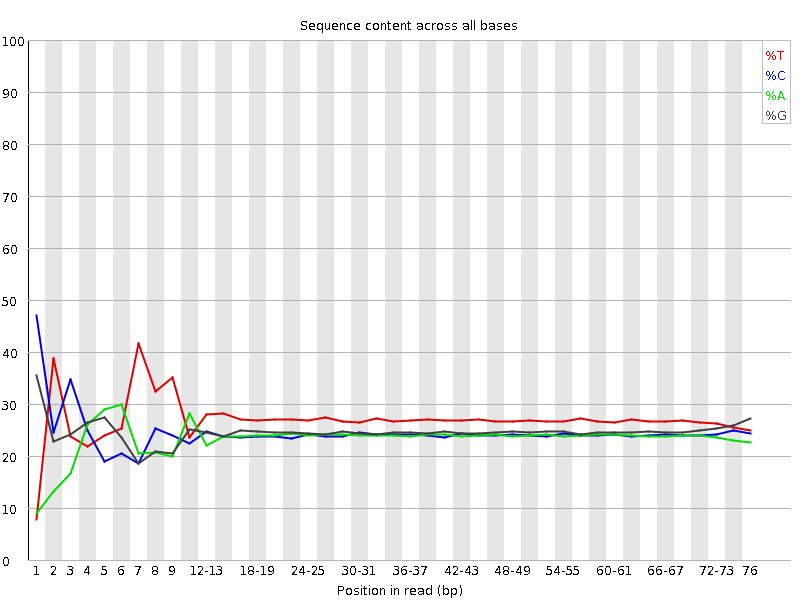 Sequence content across all bases
100
90
80
70
60
50
40
30
20
10
0
%T
%C
%A
%G
1 2 3 4 5 6 7 8 9 12-13 18-19 24-25 30-31 36-37 42-43 48-49 54-55 60-61 66-67 72-73 76
Position in read (bp)